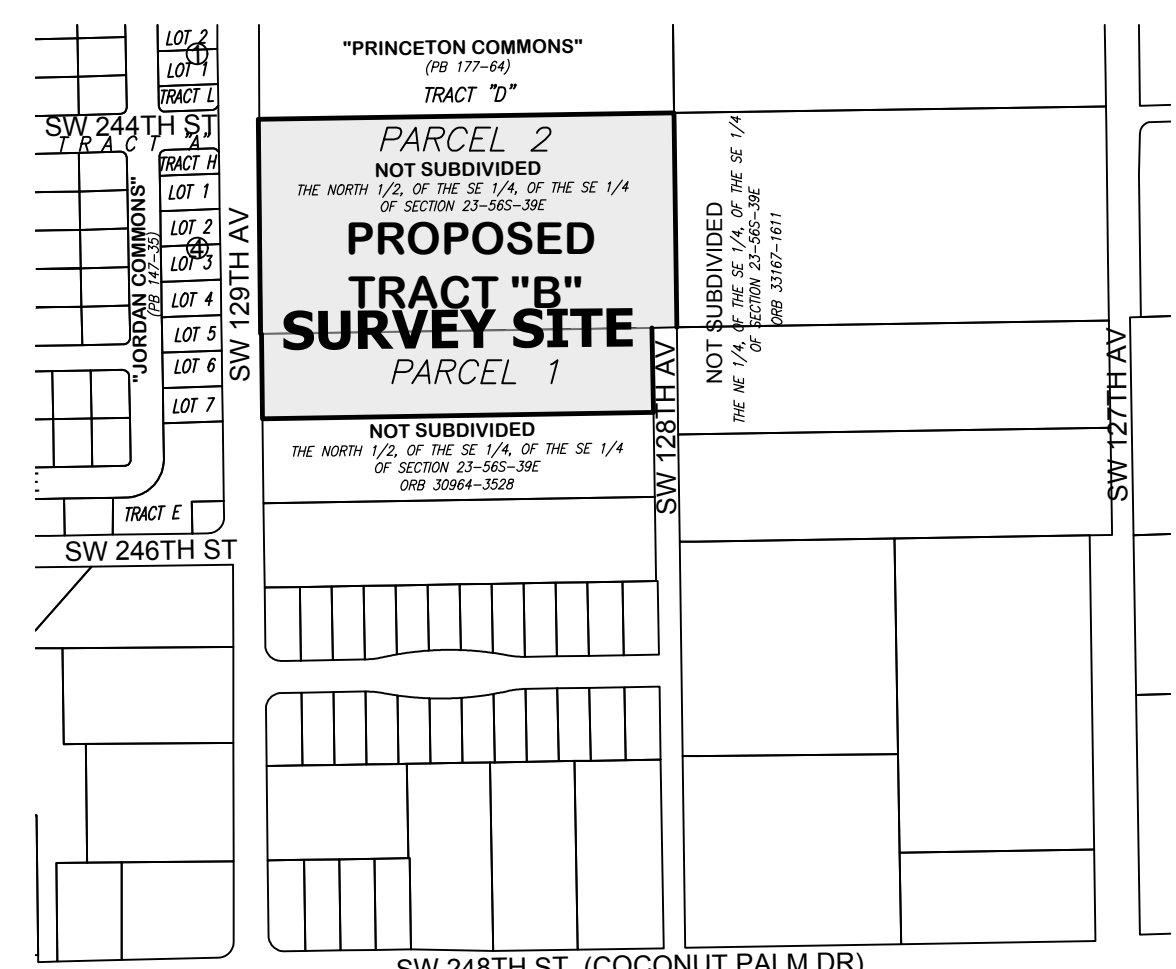 LOT 2
1
LOT 1
TRACT L
SW 244TH ST
TRACT "A"
TRACT H
LOT 1
LOT 2
4
LOT 3
LOT 4
LOT 5
LOT 6
LOT 7
TRACT E
"JORDAN COMMONS"
(PB 147-35)
SW 129TH AV
SW 246TH ST
"PRINCETON COMMONS"
(PB 177-64)
TRACT "D"
PARCEL 2
NOT SUBDIVIDED
THE NORTH 1/2, OF THE SE 1/4, OF THE SE 1/4
OF SECTION 23-56S-39E
PROPOSED
TRACT "B"
SURVEY SITE
PARCEL 1
NOT SUBDIVIDED
THE NORTH 1/2, OF THE SE 1/4, OF THE SE 1/4
OF SECTION 23-56S-39E
ORB 30964-3528
SW 128TH AV
NOT SUBDIVIDED
THE NE 1/4, OF THE SE 1/4, OF THE SE 1/4
OF SECTION 23-56S-39E
ORB 33167-1611
SW 127TH AV
SW 248TH ST (COCONUT PALM DR)